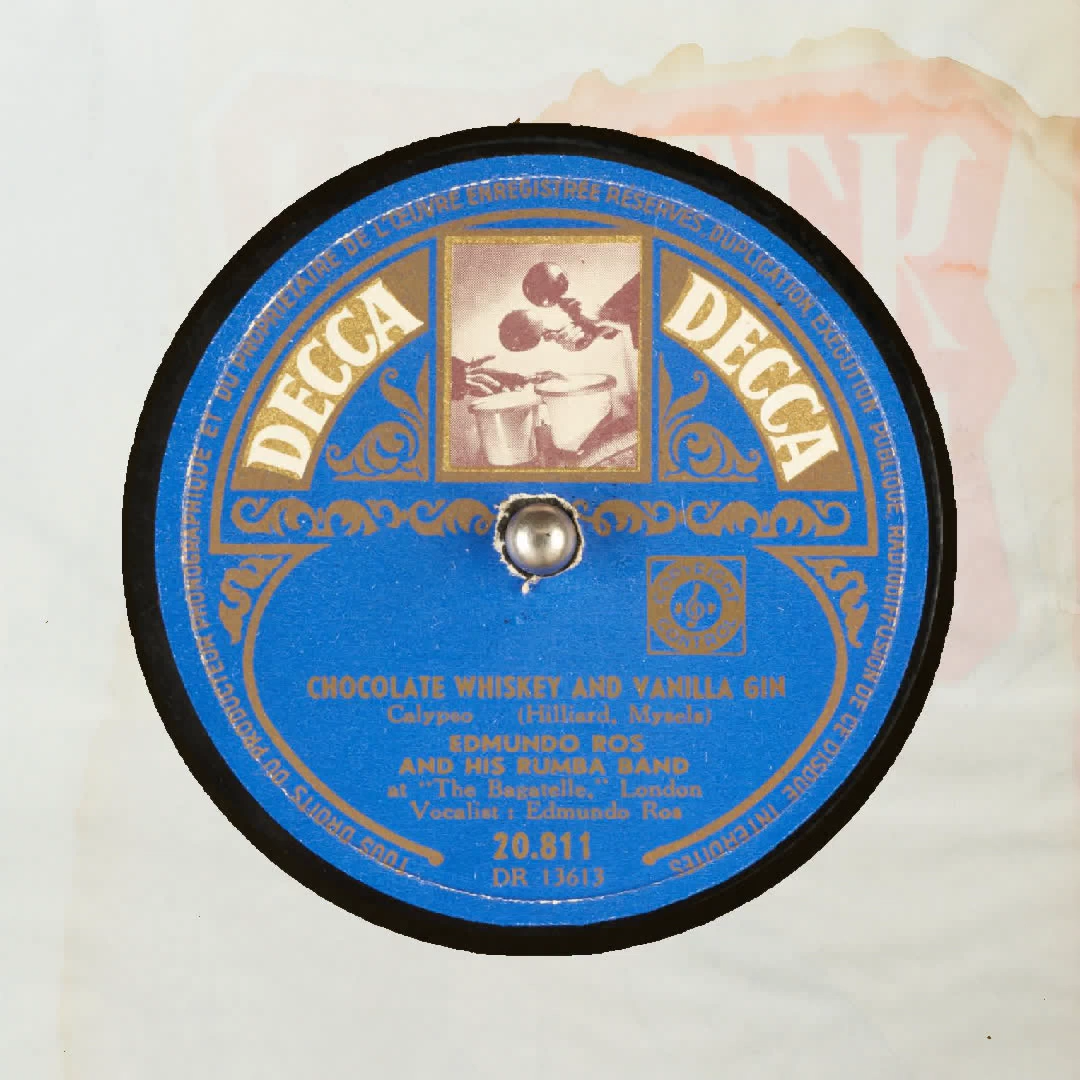 TOUS DROITS DU PRODUCTEUR PHONOGRAPHIQUE ET DU PROPRIÉTAIRE DE L'ŒUVRE ENREGISTRÉE RÉSERVÉS. DUPLICATION, EXÉCUTION PUBLIQUE, RADIODIFFUSION DE CE DISQUE INTERDITES
DECCA
DECCA
CHOCOLATE WHISKEY AND VANILLA GIN
Calypso (Hilliard, Mysels)
EDMUNDO ROS
AND HIS RUMBA BAND
at "The Bagatelle," London
Vocalist : Edmundo Ros
20.811
DR 13613